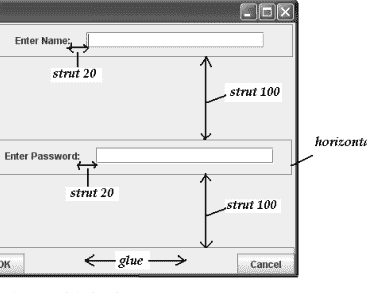 Enter Name:
strut 20
strut 100
horizonta
Enter Password:
strut 20
strut 100
OK
glue
Cancel